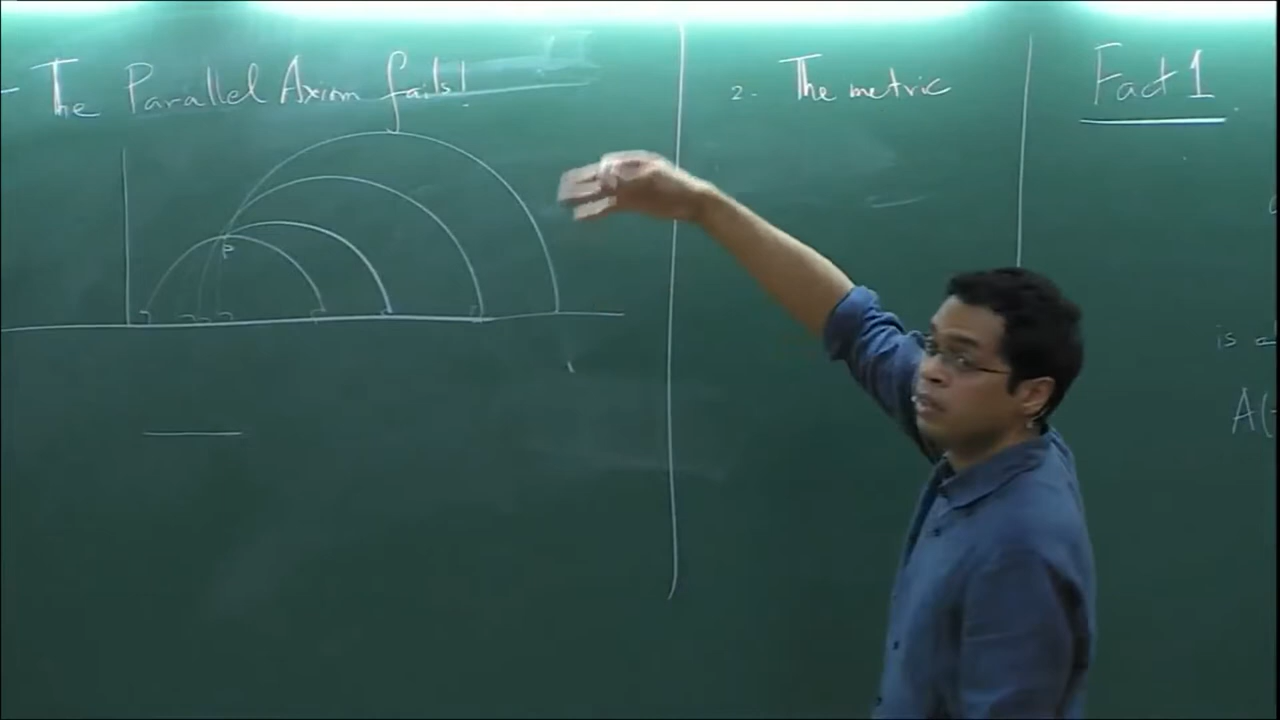 - The Parallel Axiom fails!
P
2. The metric
Fact 1
is a
A(